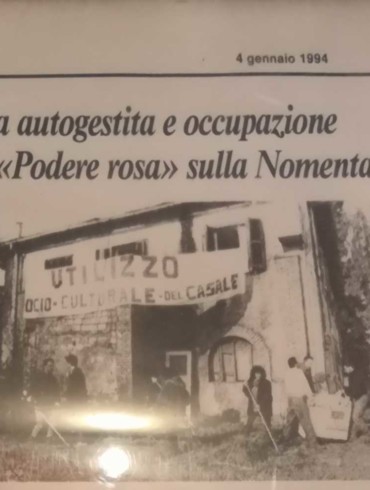 4 gennaio 1994
a autogestita e occupazione
«Podere rosa» sulla Nomenta
UTILIZZO
OCIO-CULTURALE-DEL CASALE